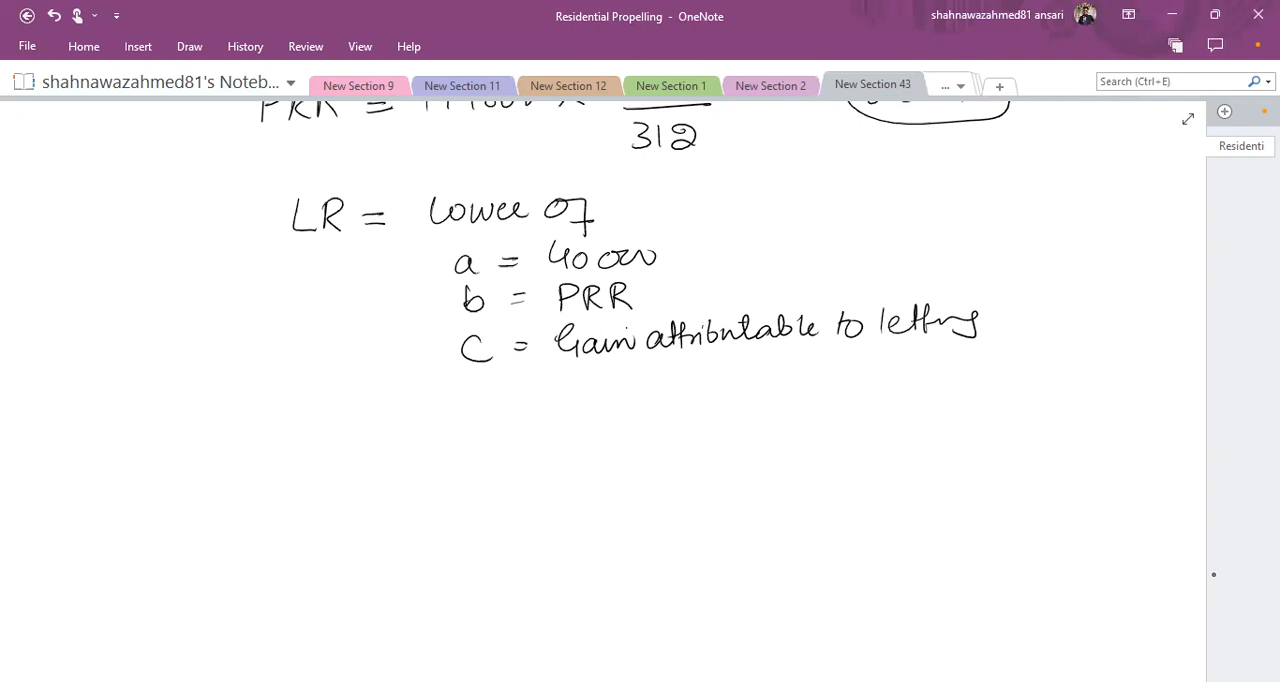 Residential Propelling - OneNote
shahnawazahmed81 ansari
File Home Insert Draw History Review View Help
shahnawazahmed81's Noteb...
New Section 9 New Section 11 New Section 12 New Section 1 New Section 2 New Section 43 ...
Search (Ctrl+E)
Residenti
PRR =
312
LR = lower of
a = 40000
b = PRR
C = Gain attributable to letting